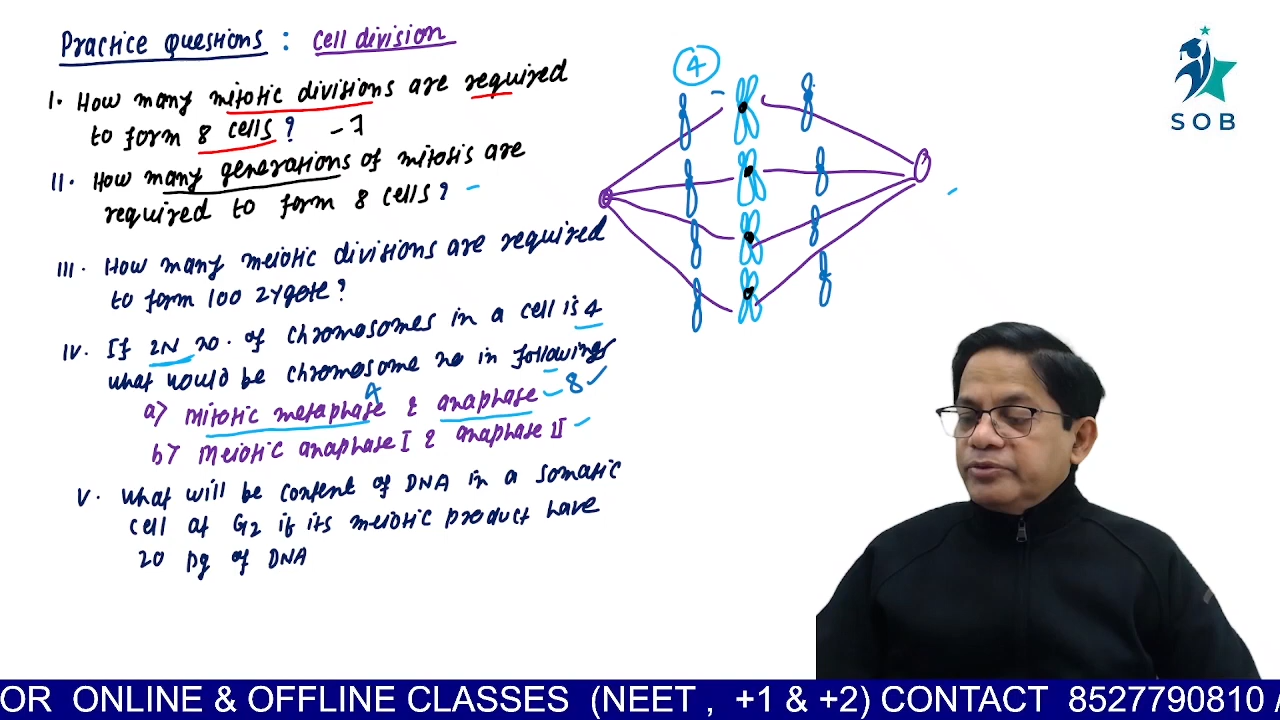 Practice Questions : Cell division
I. How many mitotic divisions are required
to form 8 cells? - 7
II. How many generations of mitosis are
required to form 8 cells? -
III. How many meiotic divisions are required
to form 100 zygote?
IV. If 2N no. of chromosomes in a cell is 4
what would be chromosome no in followings
4
a) Mitotic metaphase & anaphase - 8 ✓
b) Meiotic anaphase I & anaphase II -
V. What will be content of DNA in a somatic
cell at G2 if its meiotic product have
20 pg of DNA
4
SOB
OR ONLINE & OFFLINE CLASSES (NEET , +1 & +2) CONTACT 8527790810